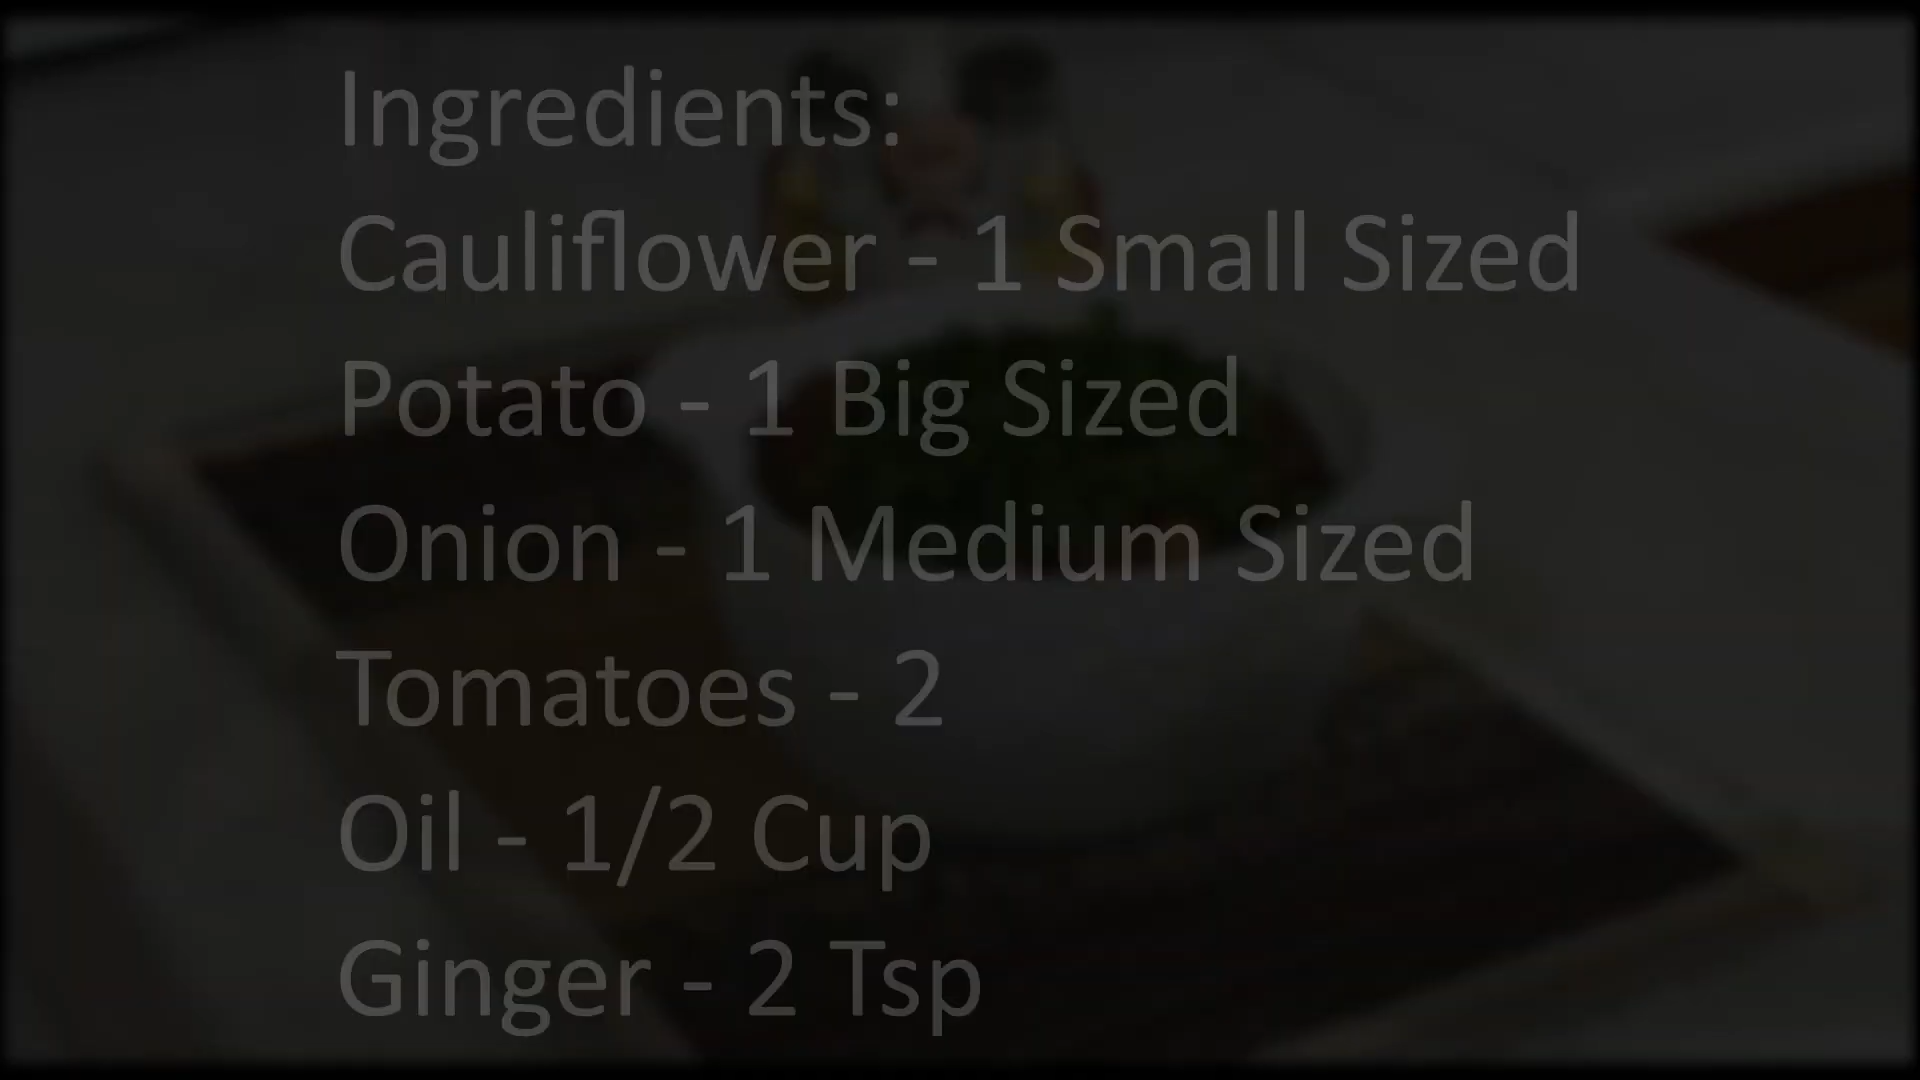 Ingredients:
Cauliflower - 1 Small Sized
Potato - 1 Big Sized
Onion - 1 Medium Sized
Tomatoes - 2
Oil - 1/2 Cup
Ginger - 2 Tsp